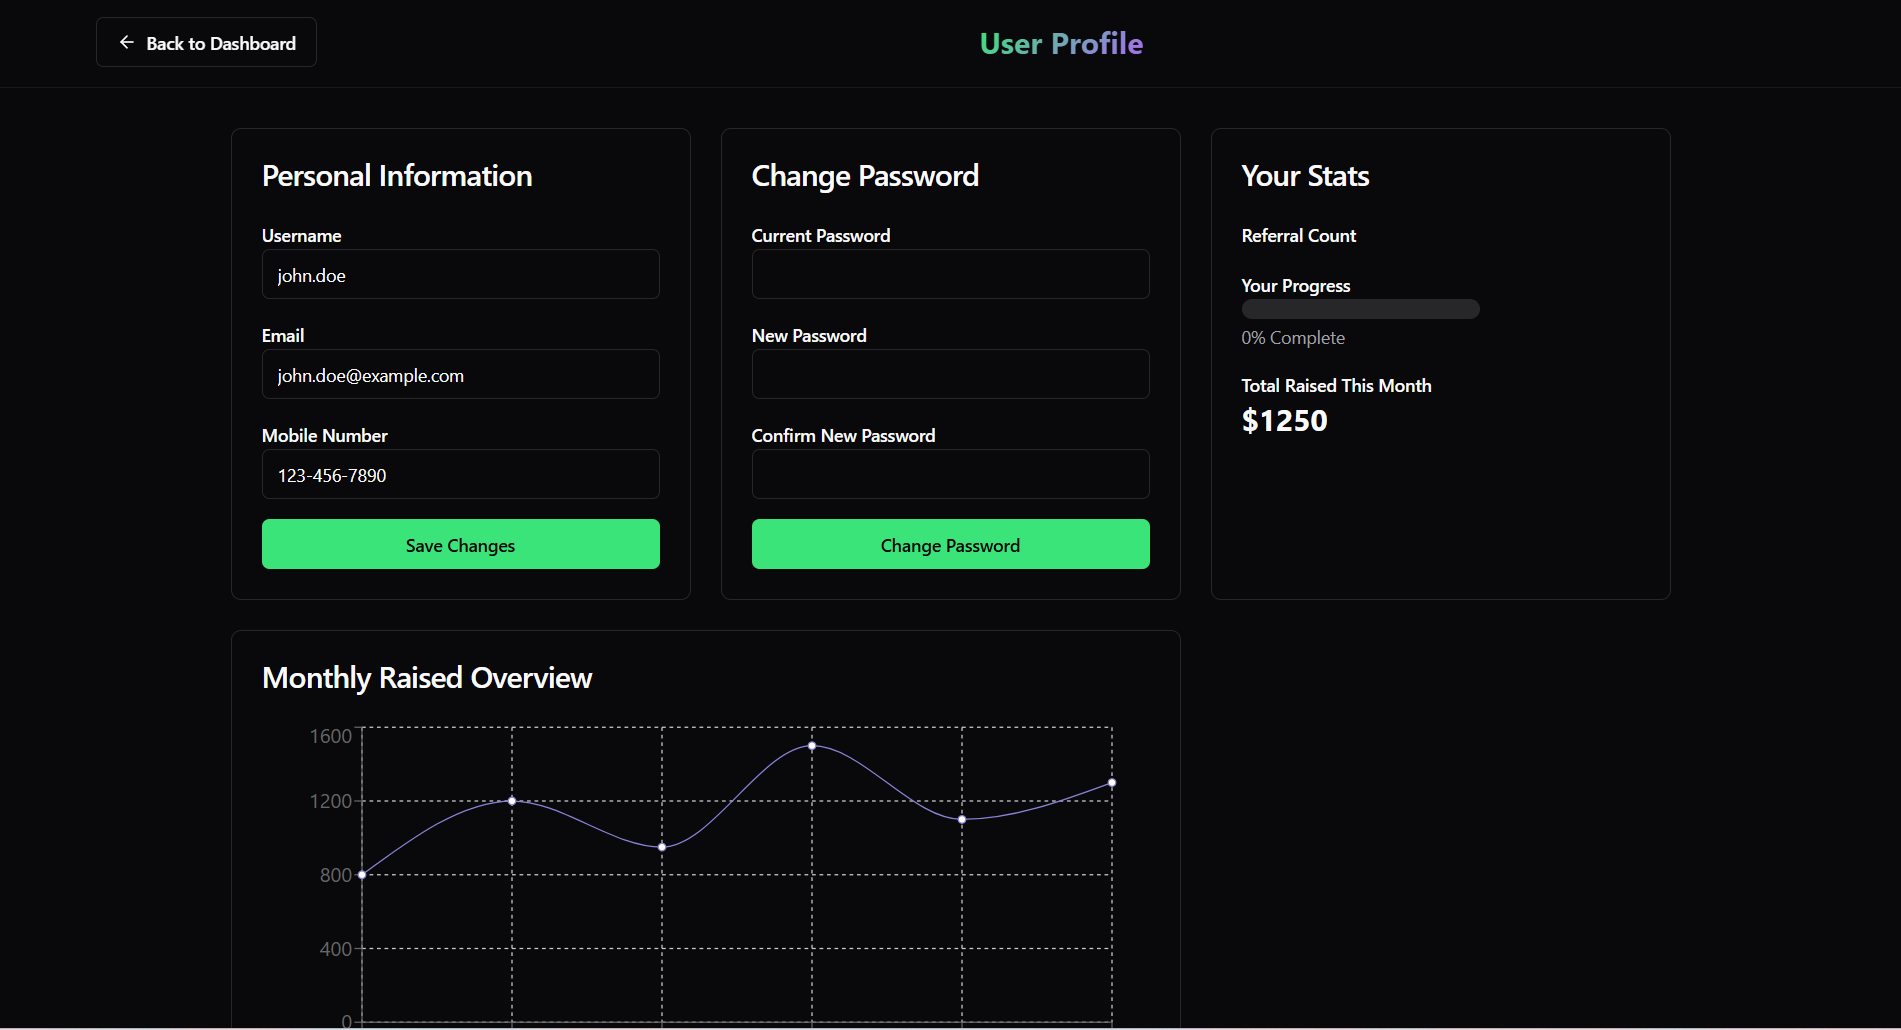 Back to Dashboard
User Profile
Personal Information
Username
john.doe
Email
john.doe@example.com
Mobile Number
123-456-7890
Save Changes
Change Password
Current Password
New Password
Confirm New Password
Change Password
Your Stats
Referral Count
Your Progress
0% Complete
Total Raised This Month
$1250
Monthly Raised Overview
1600
1200
800
400
0